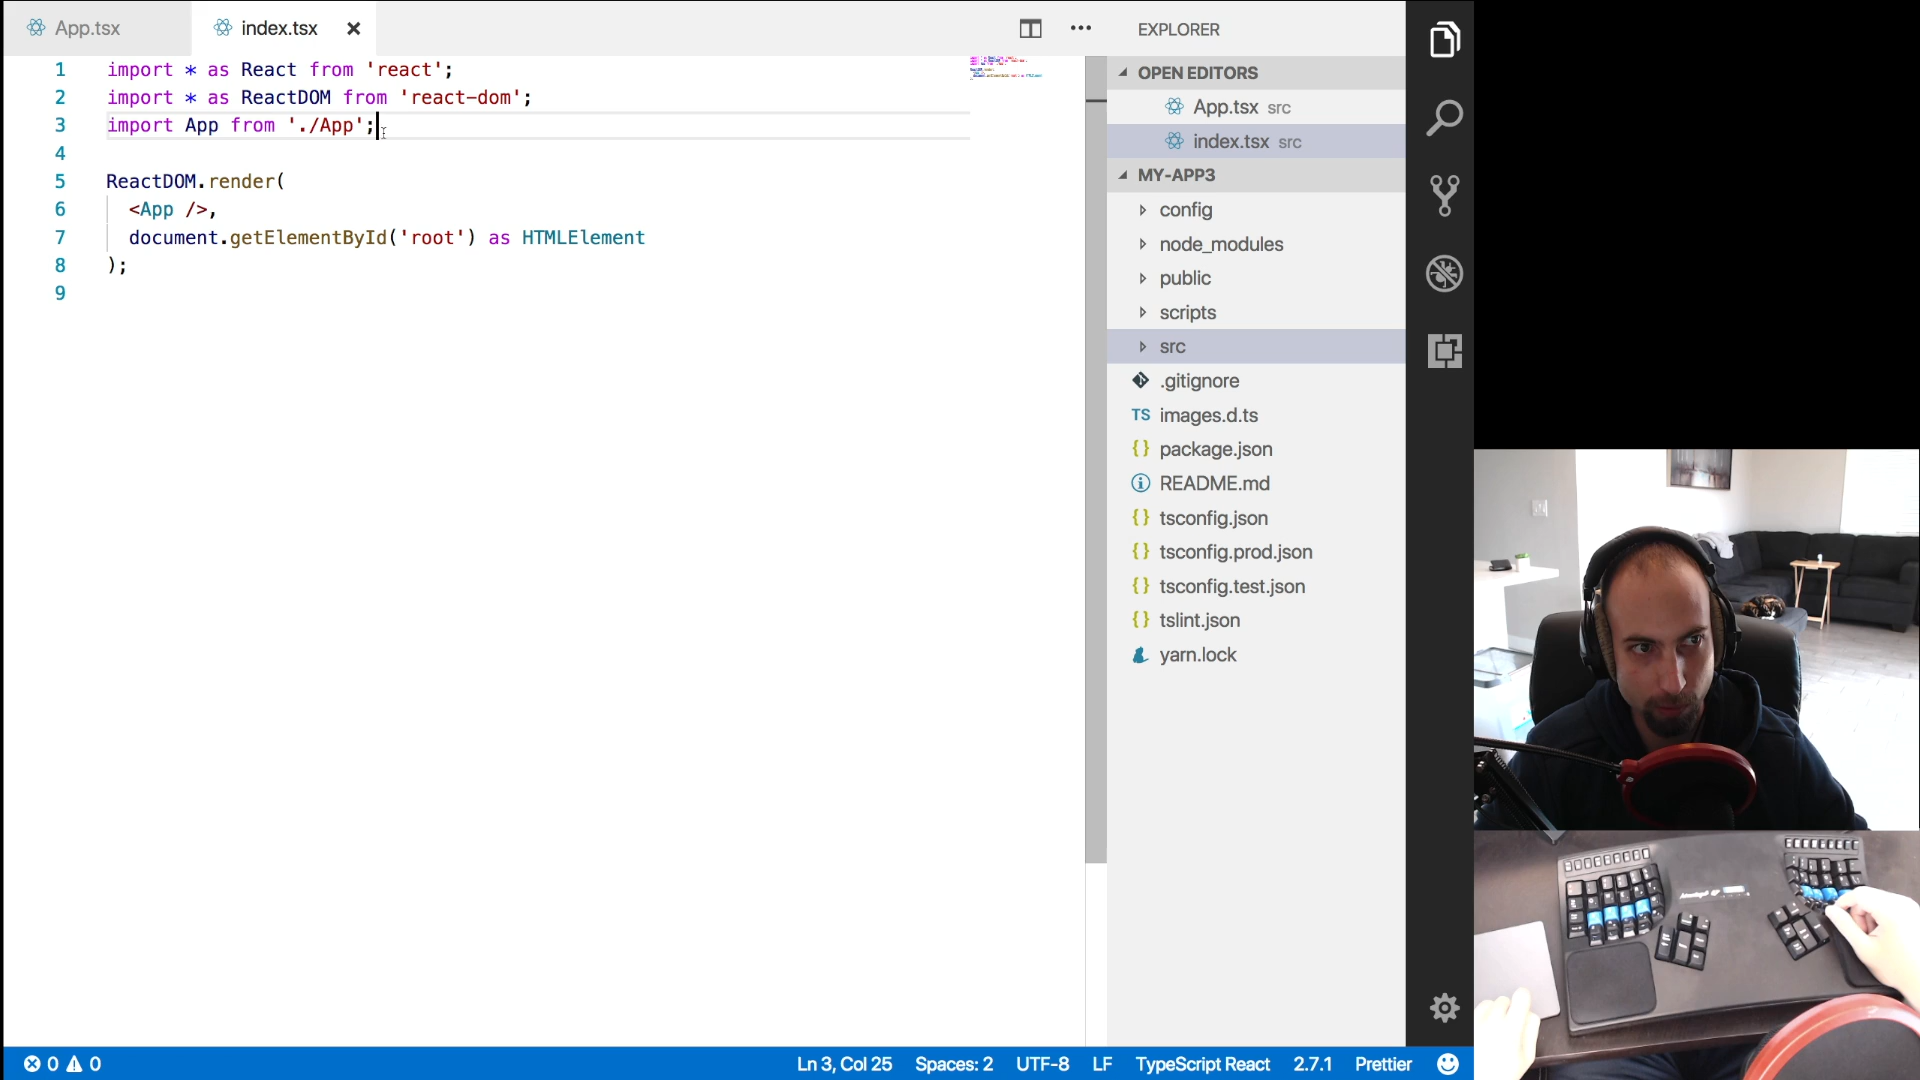 App.tsx
index.tsx
EXPLORER
1 import * as React from 'react';
2 import * as ReactDOM from 'react-dom';
3 import App from './App';
4
5 ReactDOM.render(
6 <App />,
7 document.getElementById('root') as HTMLElement
8 );
9
OPEN EDITORS
App.tsx src
index.tsx src
MY-APP3
config
node_modules
public
scripts
src
.gitignore
TS images.d.ts
{} package.json
README.md
{} tsconfig.json
{} tsconfig.prod.json
{} tsconfig.test.json
{} tslint.json
yarn.lock
0 0
Ln 3, Col 25 Spaces: 2 UTF-8 LF TypeScript React 2.7.1 Prettier